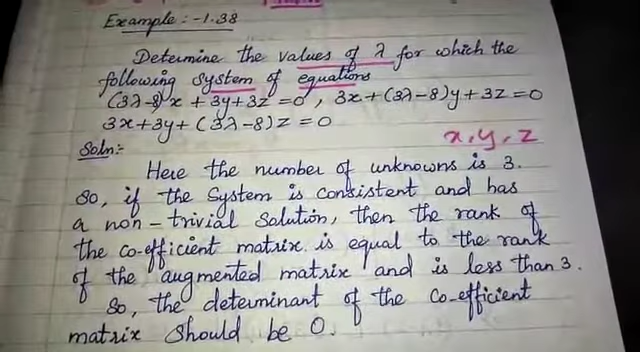 Example :- 1.38
Determine the values of λ for which the
following system of equations
(3λ-8)x + 3y + 3z = 0, 3x + (3λ-8)y + 3z = 0
3x + 3y + (3λ-8)z = 0
x, y, z
Soln:-
Here the number of unknowns is 3.
So, if the system is consistent and has
a non-trivial solution, then the rank of
the co-efficient matrix is equal to the rank
of the augmented matrix and is less than 3.
So, the determinant of the co-efficient
matrix should be 0.